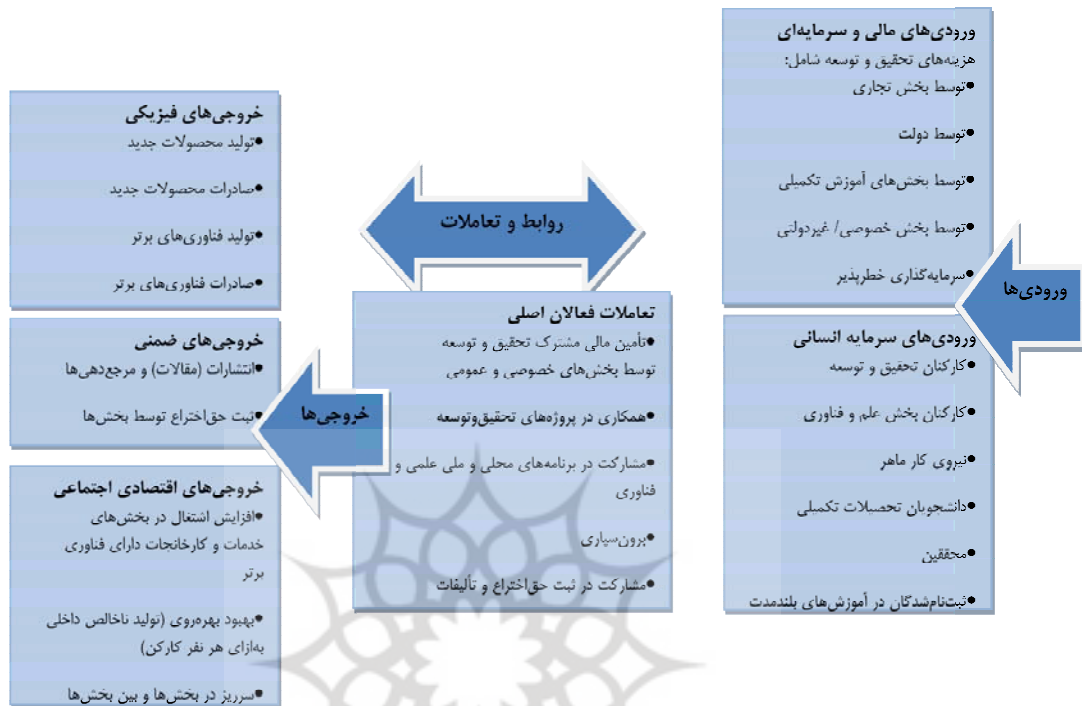 ورودی‌های مالی و سرمایه‌ای
هزینه‌های تحقیق و توسعه شامل:
•توسط بخش تجاری
•توسط دولت
•توسط بخش‌های آموزش تکمیلی
•توسط بخش خصوصی/ غیردولتی
•سرمایه‌گذاری خطرپذیر
ورودی‌ها
ورودی‌های سرمایه انسانی
•کارکنان تحقیق و توسعه
•کارکنان بخش علم و فناوری
•نیروی کار ماهر
•دانشجویان تحصیلات تکمیلی
•محققین
•ثبت‌نام‌شدگان در آموزش‌های بلندمدت
روابط و تعاملات
تعاملات فعالان اصلی
•تأمین مالی مشترک تحقیق و توسعه
توسط بخش‌های خصوصی و عمومی
•همکاری در پروژه‌های تحقیق‌وتوسعه
•مشارکت در برنامه‌های محلی و ملی علمی و
فناوری
•برون‌سپاری
•مشارکت در ثبت حق‌اختراع و تألیفات
خروجی‌ها
خروجی‌های فیزیکی
•تولید محصولات جدید
•صادرات محصولات جدید
•تولید فناوری‌های برتر
•صادرات فناوری‌های برتر
خروجی‌های ضمنی
•انتشارات (مقالات) و مرجع‌دهی‌ها
•ثبت حق‌اختراع توسط بخش‌ها
خروجی‌های اقتصادی اجتماعی
•افزایش اشتغال در بخش‌های
خدمات و کارخانجات دارای فناوری
برتر
•بهبود بهره‌روی (تولید ناخالص داخلی
به‌ازای هر نفر کارکن)
•سرریز در بخش‌ها و بین بخش‌ها